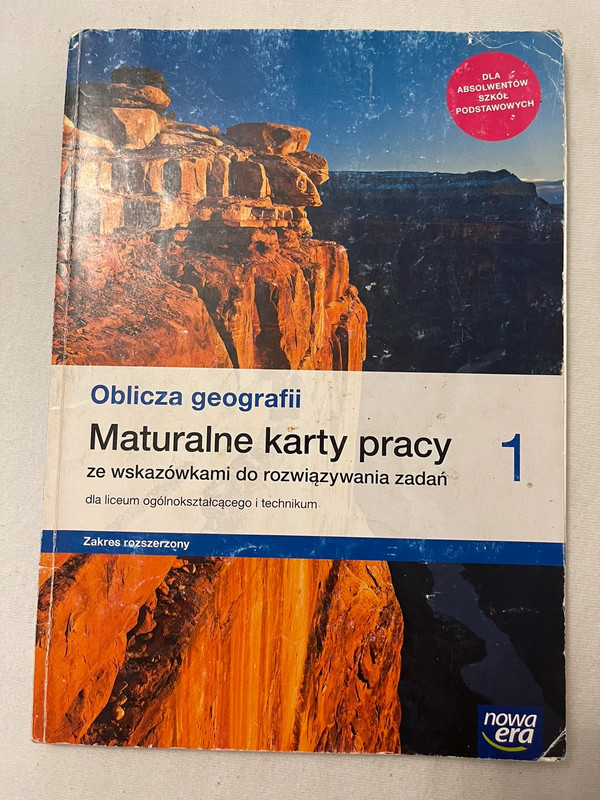 DLA
ABSOLWENTÓW
SZKÓŁ
PODSTAWOWYCH
Oblicza geografii
Maturalne karty pracy
1
ze wskazówkami do rozwiązywania zadań
dla liceum ogólnokształcącego i technikum
Zakres rozszerzony
nowa
era